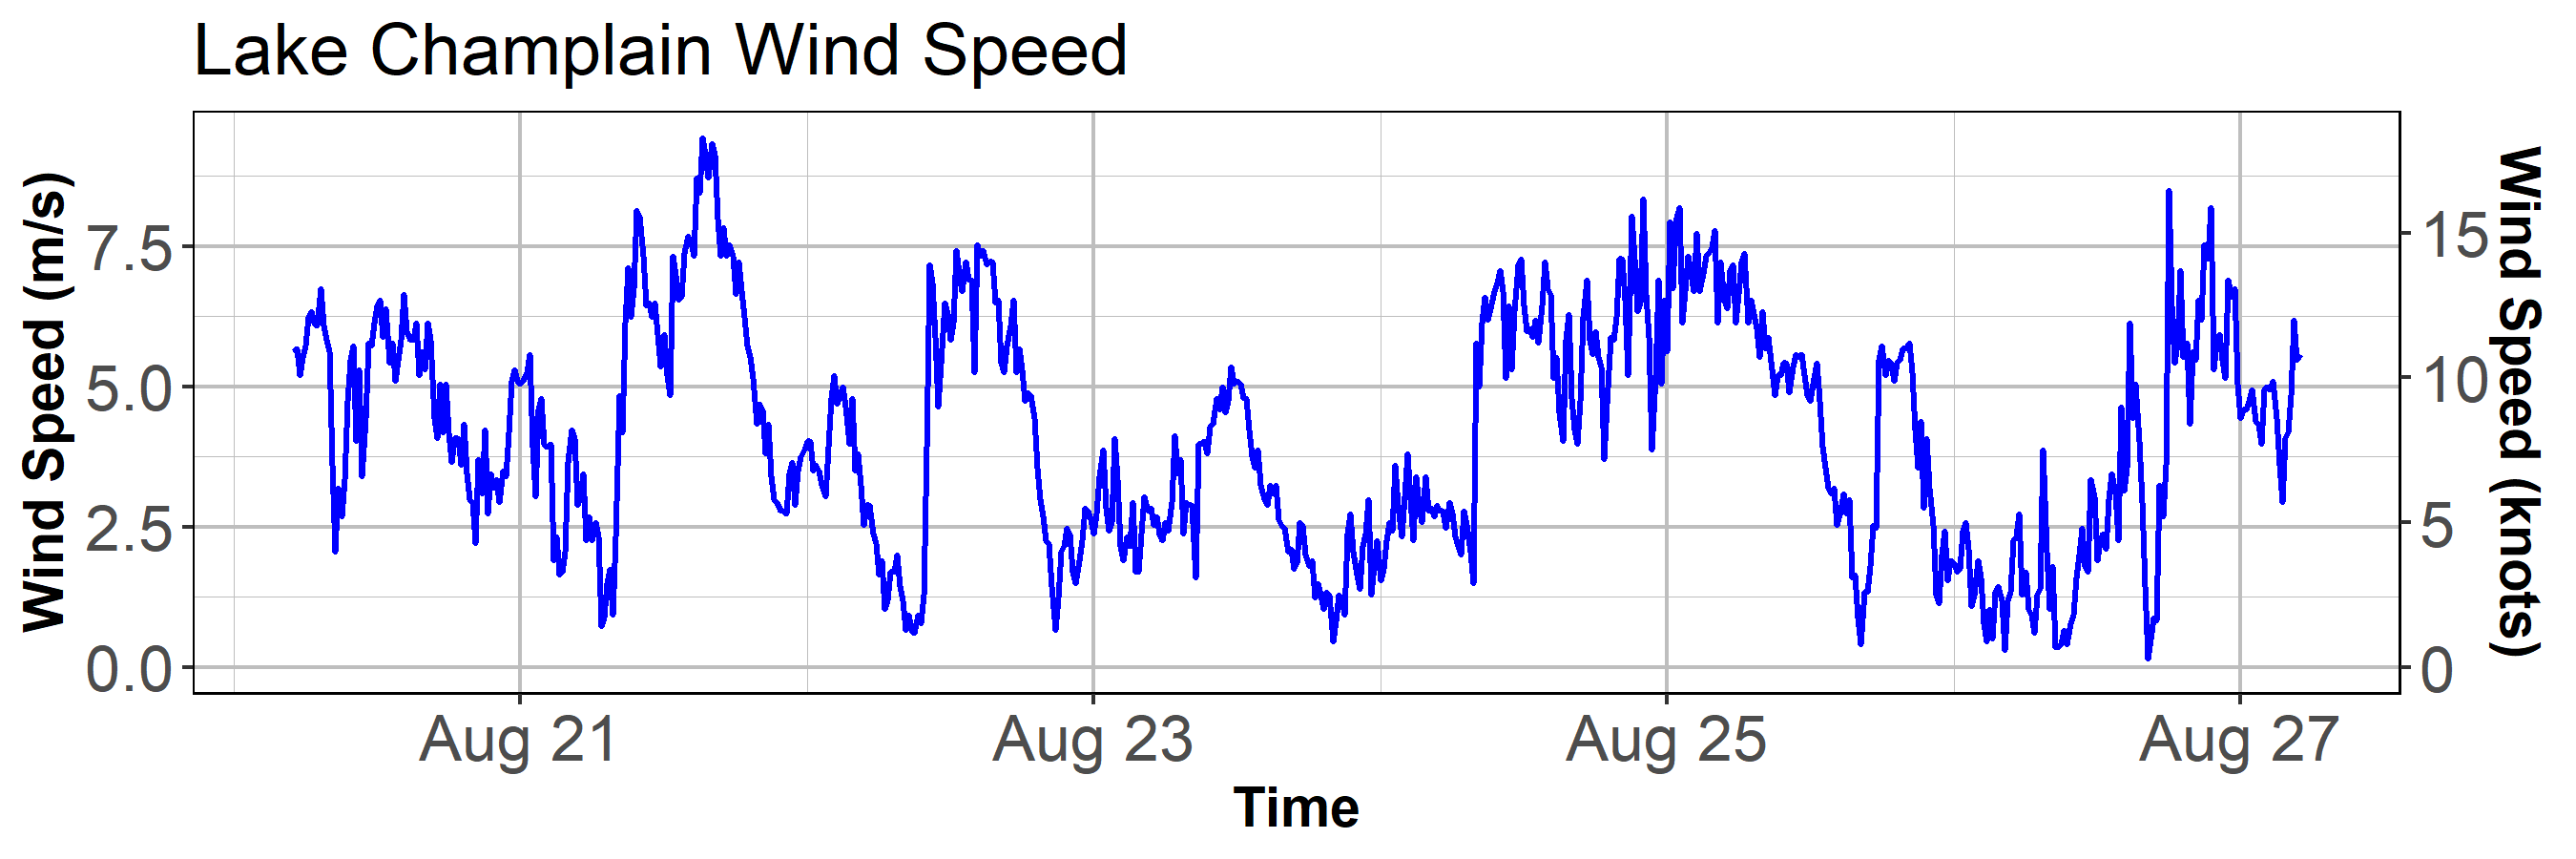 Lake Champlain Wind Speed
Wind Speed (m/s)
7.5
5.0
2.5
0.0
15
10
5
0
Wind Speed (knots)
Aug 21
Aug 23
Aug 25
Aug 27
Time